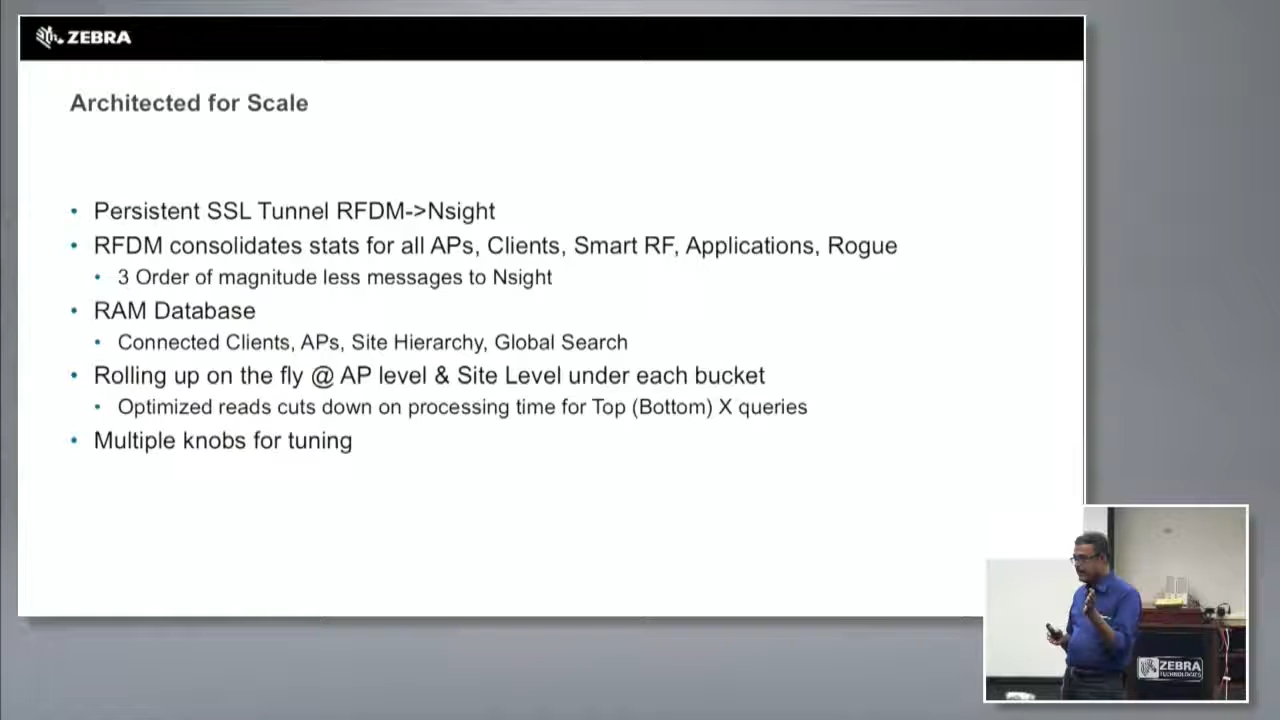 ZEBRA
Architected for Scale
• Persistent SSL Tunnel RFDM->Nsight
• RFDM consolidates stats for all APs, Clients, Smart RF, Applications, Rogue
• 3 Order of magnitude less messages to Nsight
• RAM Database
• Connected Clients, APs, Site Hierarchy, Global Search
• Rolling up on the fly @ AP level & Site Level under each bucket
• Optimized reads cuts down on processing time for Top (Bottom) X queries
• Multiple knobs for tuning
ZEBRA
TECHNOLOGIES